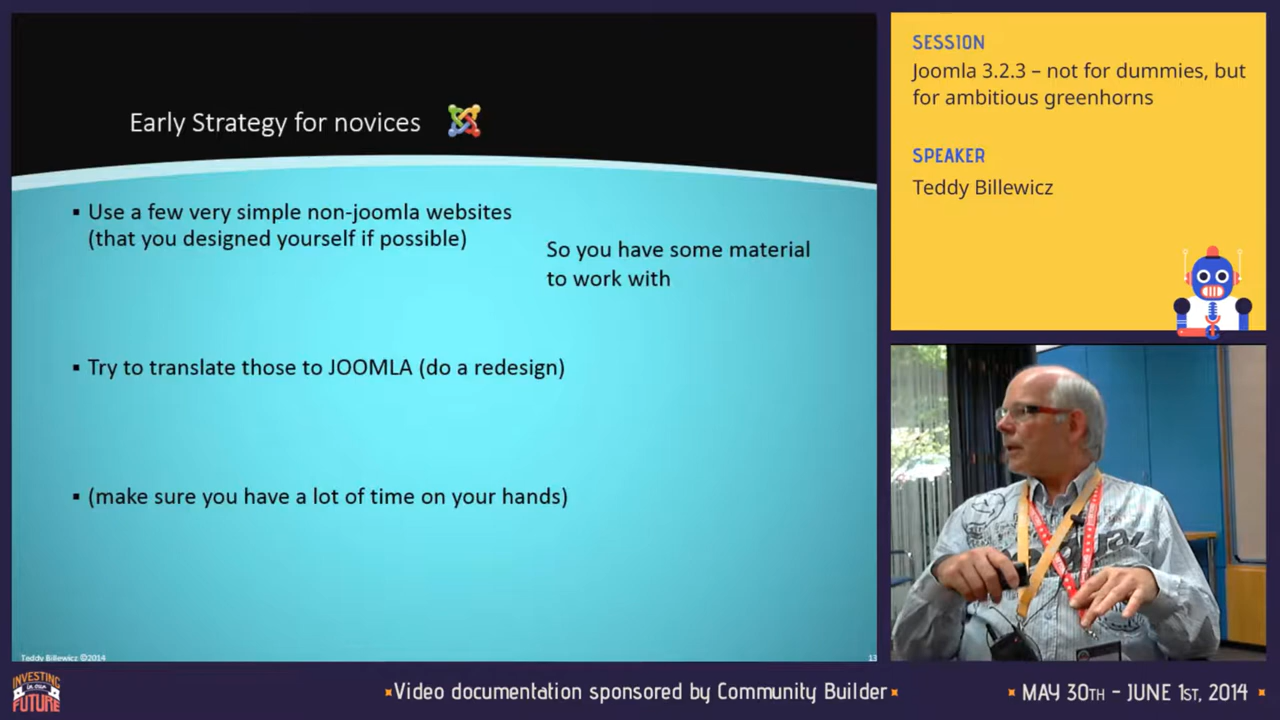 Early Strategy for novices
▪ Use a few very simple non-joomla websites
(that you designed yourself if possible)
So you have some material
to work with
▪ Try to translate those to JOOMLA (do a redesign)
▪ (make sure you have a lot of time on your hands)
Teddy Billewicz ©2014
13
SESSION
Joomla 3.2.3 – not for dummies, but
for ambitious greenhorns
SPEAKER
Teddy Billewicz
INVESTING
in our
FUTURE
Video documentation sponsored by Community Builder
MAY 30TH - JUNE 1ST, 2014